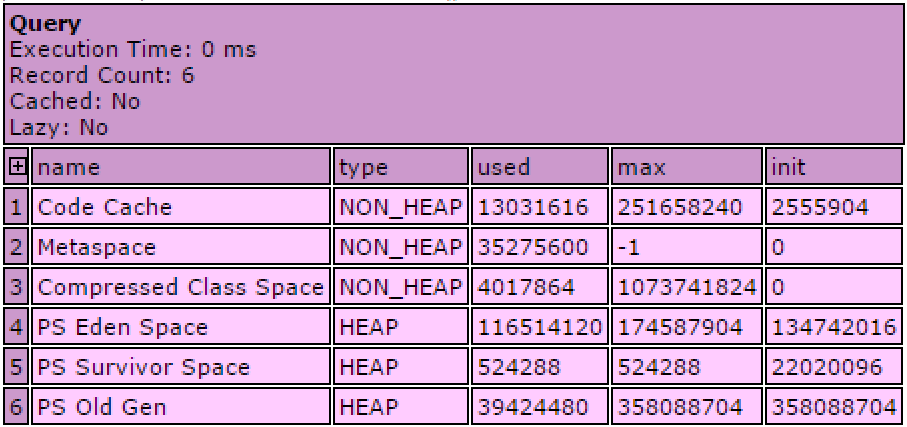 Query
Execution Time: 0 ms
Record Count: 6
Cached: No
Lazy: No
name type used max init
1 Code Cache NON_HEAP 13031616 251658240 2555904
2 Metaspace NON_HEAP 35275600 -1 0
3 Compressed Class Space NON_HEAP 4017864 1073741824 0
4 PS Eden Space HEAP 116514120 174587904 134742016
5 PS Survivor Space HEAP 524288 524288 22020096
6 PS Old Gen HEAP 39424480 358088704 358088704